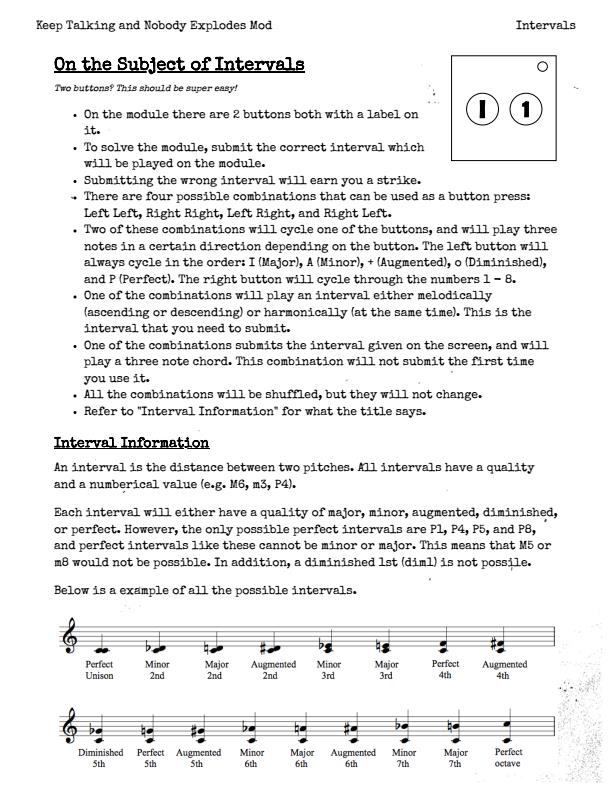 Keep Talking and Nobody Explodes Mod
Intervals
On the Subject of Intervals
Two buttons? This should be super easy!
I 1
• On the module there are 2 buttons both with a label on
it.
• To solve the module, submit the correct interval which
will be played on the module.
• Submitting the wrong interval will earn you a strike.
• There are four possible combinations that can be used as a button press:
Left Left, Right Right, Left Right, and Right Left.
• Two of these combinations will cycle one of the buttons, and will play three
notes in a certain direction depending on the button. The left button will
always cycle in the order: I (Major), A (Minor), + (Augmented), o (Diminished),
and P (Perfect). The right button will cycle through the numbers 1 - 8.
• One of the combinations will play an interval either melodically
(ascending or descending) or harmonically (at the same time). This is the
interval that you need to submit.
• One of the combinations submits the interval given on the screen, and will
play a three note chord. This combination will not submit the first time
you use it.
• All the combinations will be shuffled, but they will not change.
• Refer to "Interval Information" for what the title says.
Interval Information
An interval is the distance between two pitches. All intervals have a quality
and a numberical value (e.g. M6, m3, P4).
Each interval will either have a quality of major, minor, augmented, diminished,
or perfect. However, the only possible perfect intervals are P1, P4, P5, and P8,
and perfect intervals like these cannot be minor or major. This means that M5 or
m8 would not be possible. In addition, a diminished 1st (dim1) is not possile.
Below is a example of all the possible intervals.
Perfect Minor Major Augmented Minor Major Perfect Augmented
Unison 2nd 2nd 2nd 3rd 3rd 4th 4th
Diminished Perfect Augmented Minor Major Augmented Minor Major Perfect
5th 5th 5th 6th 6th 6th 7th 7th octave